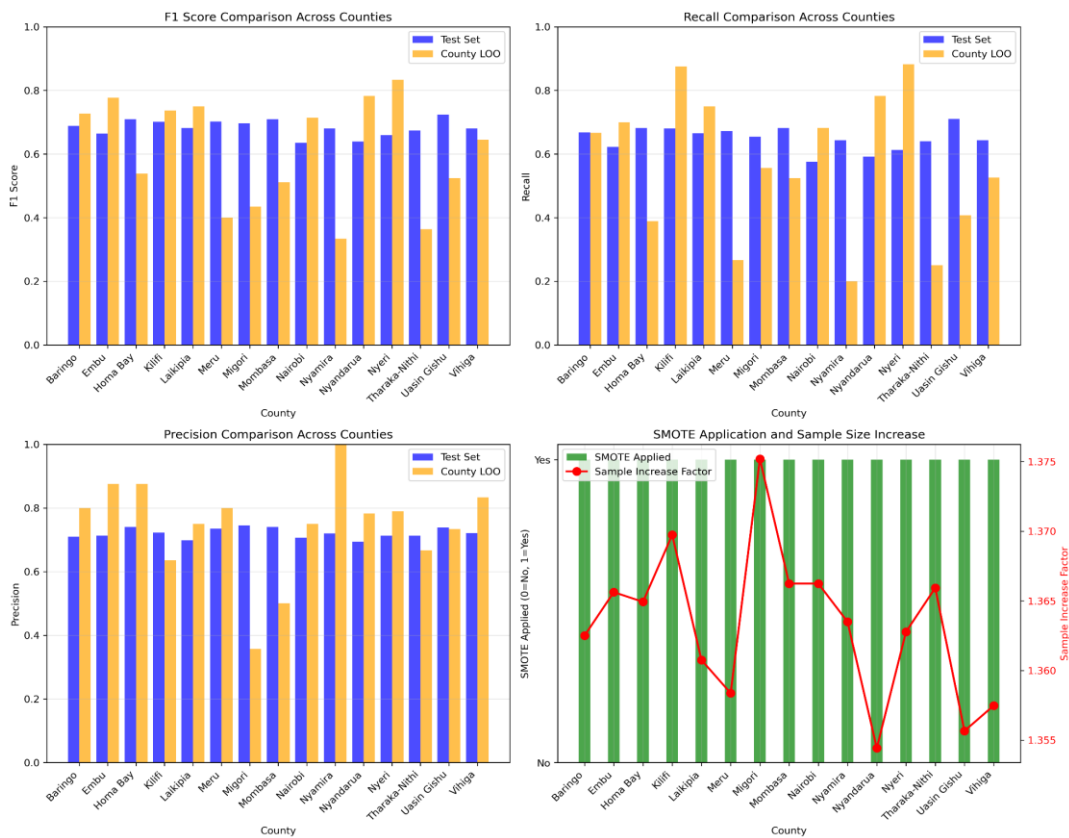 F1 Score Comparison Across Counties
1.0
0.8
0.6
0.4
0.2
0.0
F1 Score
Test Set
County LOO
Baringo
Embu
Homa Bay
Kilifi
Laikipia
Meru
Migori
Mombasa
Nairobi
Nyamira
Nyandarua
Nyeri
Tharaka-Nithi
Uasin Gishu
Vihiga
County
Recall Comparison Across Counties
1.0
0.8
0.6
0.4
0.2
0.0
Recall
Test Set
County LOO
Baringo
Embu
Homa Bay
Kilifi
Laikipia
Meru
Migori
Mombasa
Nairobi
Nyamira
Nyandarua
Nyeri
Tharaka-Nithi
Uasin Gishu
Vihiga
County
Precision Comparison Across Counties
1.0
0.8
0.6
0.4
0.2
0.0
Precision
Test Set
County LOO
Baringo
Embu
Homa Bay
Kilifi
Laikipia
Meru
Migori
Mombasa
Nairobi
Nyamira
Nyandarua
Nyeri
Tharaka-Nithi
Uasin Gishu
Vihiga
County
SMOTE Application and Sample Size Increase
Yes
No
SMOTE Applied (0=No, 1=Yes)
SMOTE Applied
Sample Increase Factor
1.375
1.370
1.365
1.360
1.355
Sample Increase Factor
Baringo
Embu
Homa Bay
Kilifi
Laikipia
Meru
Migori
Mombasa
Nairobi
Nyamira
Nyandarua
Nyeri
Tharaka-Nithi
Uasin Gishu
Vihiga
County